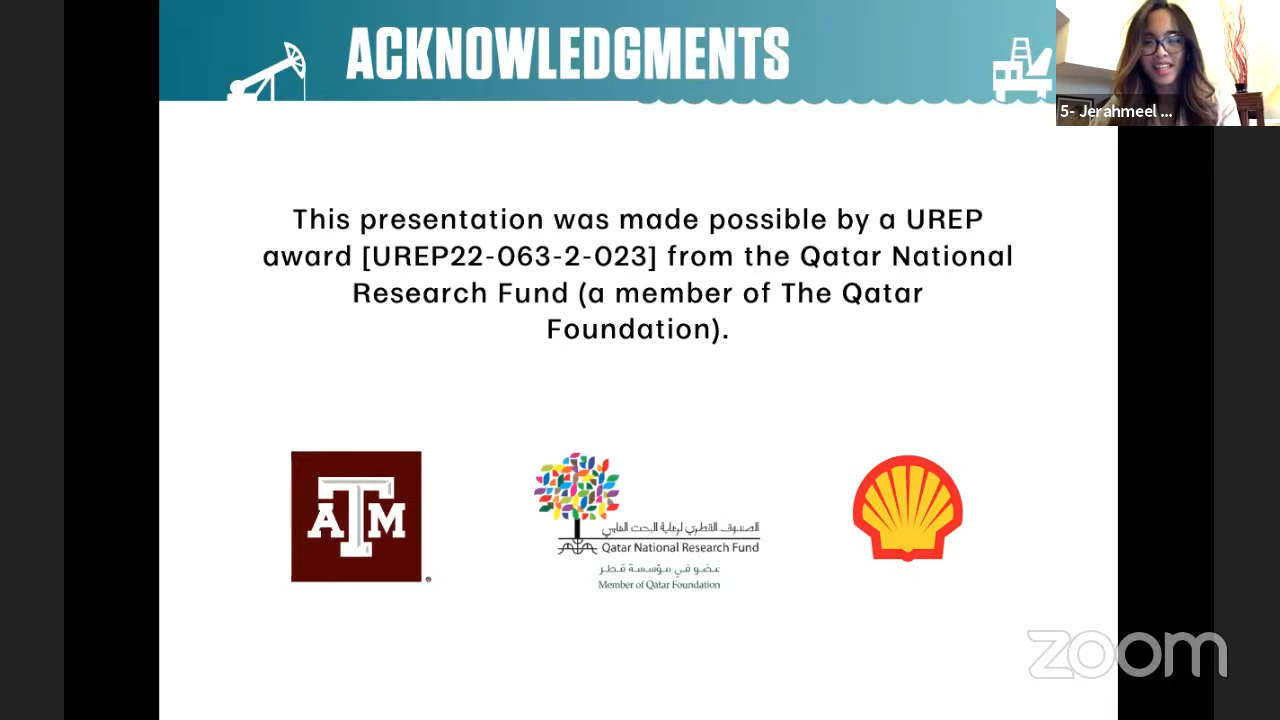 ACKNOWLEDGMENTS
5- Jerahmeel ...
This presentation was made possible by a UREP
award [UREP22-063-2-023] from the Qatar National
Research Fund (a member of The Qatar
Foundation).
ATM
الصندوق القطري لرعاية البحث العلمي
Qatar National Research Fund
عضو في مؤسسة قطر
Member of Qatar Foundation
zoom